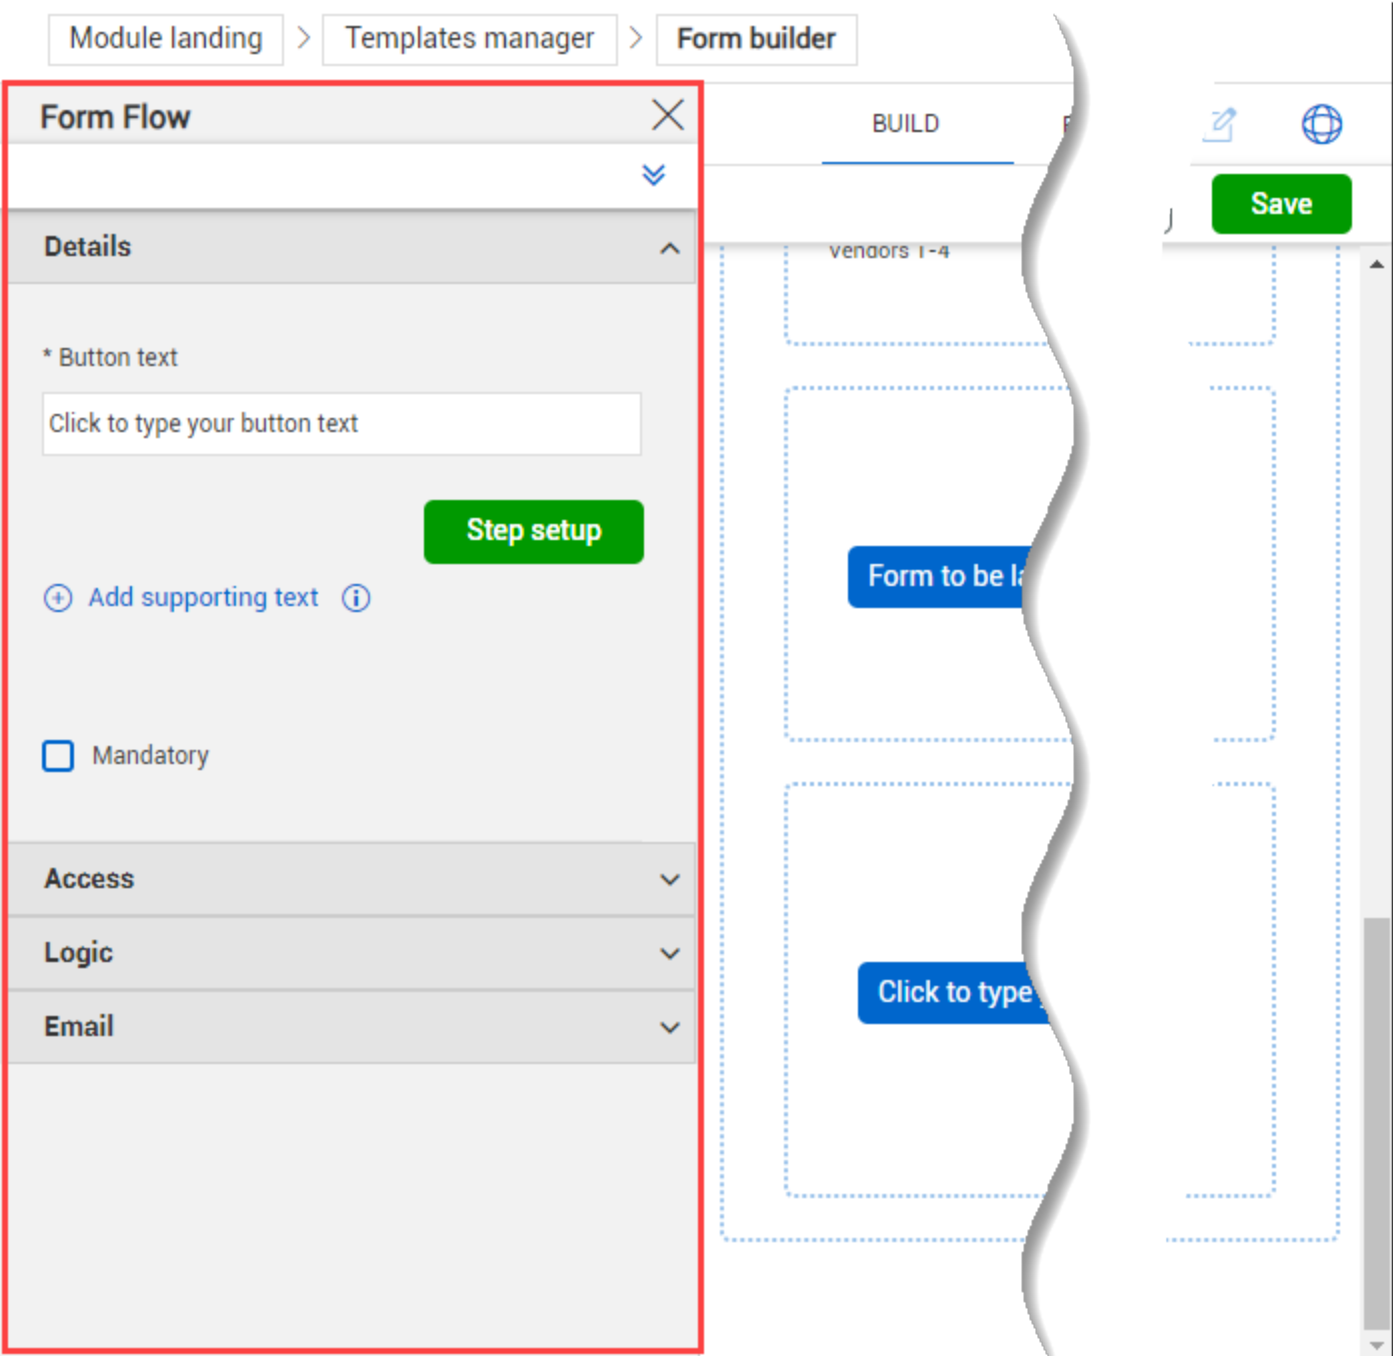 Module landing > Templates manager > Form builder
Form Flow
BUILD
Save
Details
Vendors 1-4
* Button text
Click to type your button text
Step setup
Form to be
Add supporting text
Mandatory
Access
Logic
Click to type
Email